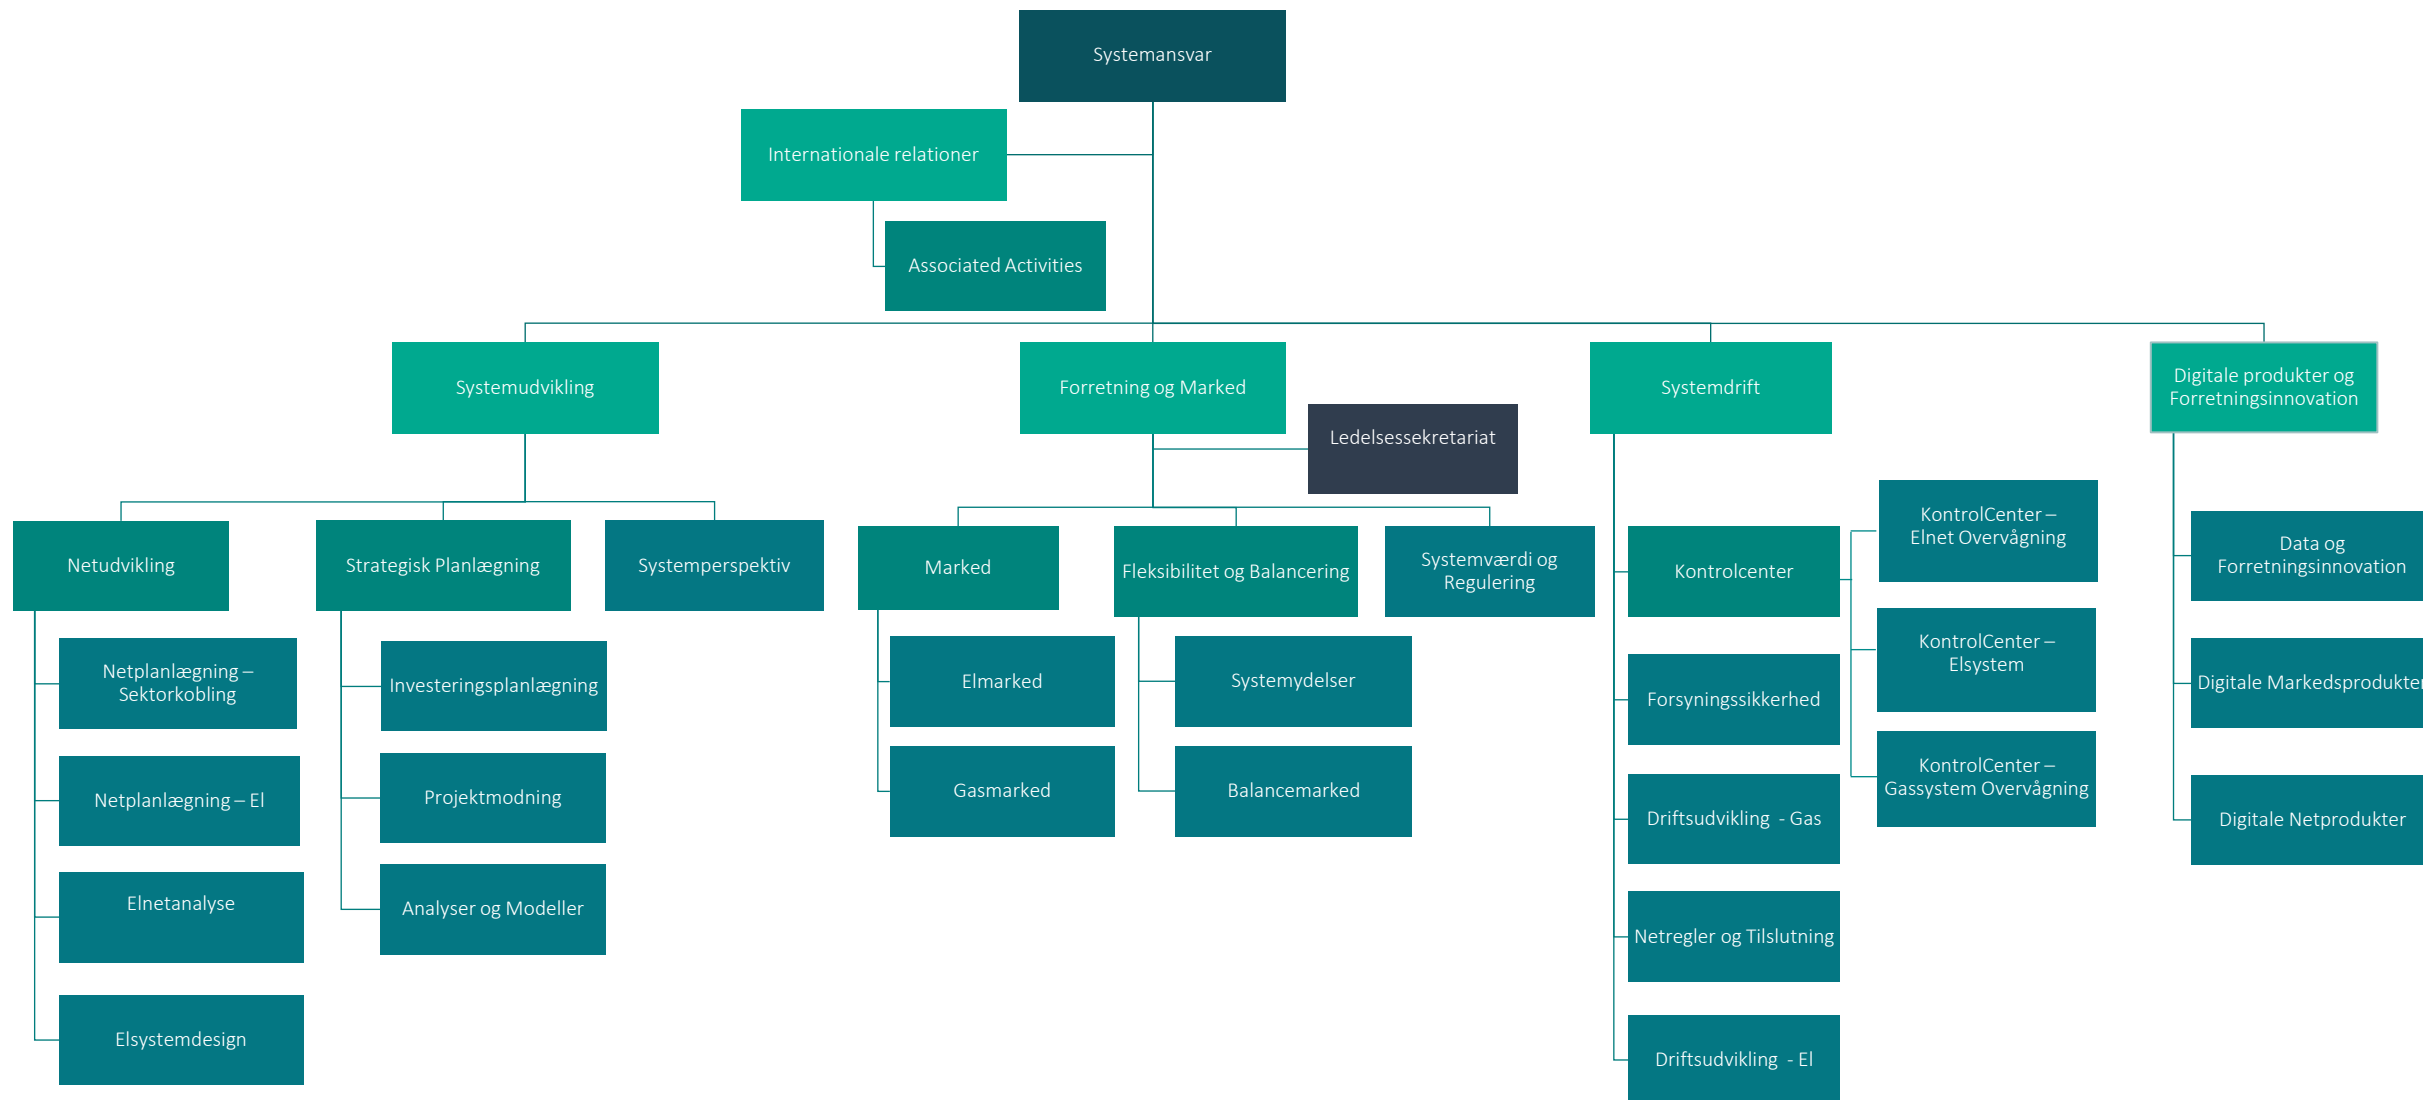 Systemansvar
Internationale relationer
Associated Activities
Systemudvikling
Forretning og Marked
Ledelsessekretariat
Systemdrift
Digitale produkter og
Forretningsinnovation
Netudvikling
Strategisk Planlægning
Systemperspektiv
Netplanlægning –
Sektorkobling
Netplanlægning – El
Elnetanalyse
Elsystemdesign
Investeringsplanlægning
Projektmodning
Analyser og Modeller
Marked
Fleksibilitet og Balancering
Systemværdi og
Regulering
Elmarked
Gasmarked
Systemydelser
Balancemarked
Kontrolcenter
Forsyningssikkerhed
Driftsudvikling  - Gas
Netregler og Tilslutning
Driftsudvikling  - El
KontrolCenter –
Elnet Overvågning
KontrolCenter –
Elsystem
KontrolCenter –
Gassystem Overvågning
Data og
Forretningsinnovation
Digitale Markedsprodukter
Digitale Netprodukter